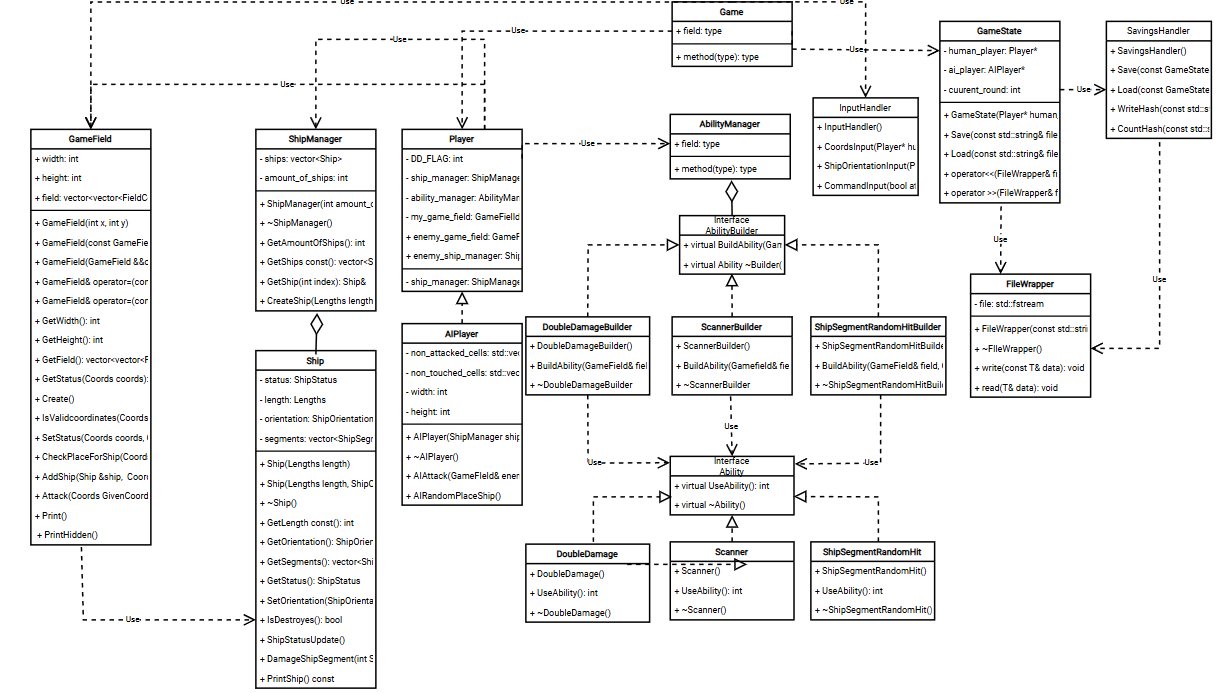 Use
Use
Game
+ field: type
+ method(type): type
Use
Use
Use
Use
GameState
- human_player: Player*
- ai_player: AIPlayer*
- cuurent_round: int
+ GameState(Player* human_
+ Save(const std::string& file
+ Load(const std::string& file
+ operator<<(FileWrapper& fi
+ operator >>(FileWrapper& f
Use
SavingsHandler
+ SavingsHandler()
+ Save(const GameState
+ Load(const GameState
+ WriteHash(const std::s
+ CountHash(const std::s
InputHandler
+ InputHandler()
+ CoordsInput(Player* hu
+ ShipOrientationInput(P
+ CommandInput(bool at
GameField
+ width: int
+ height: int
+ field: vector<vector<FieldC
+ GameField(int x, int y)
+ GameField(const GameFie
+ GameField(GameField &&c
+ GameField& operator=(cor
+ GameField& operator=(cor
+ GetWidth(): int
+ GetHeight(): int
+ GetField(): vector<vector<F
+ GetStatus(Coords coords):
+ Create()
+ IsValidcoordinates(Coords
+ SetStatus(Coords coords,
+ CheckPlaceForShip(Coord
+ AddShip(Ship &ship, Coor
+ Attack(Coords GivenCoord
+ Print()
+ PrintHidden()
ShipManager
- ships: vector<Ship>
- amount_of_ships: int
+ ShipManager(int amount_c
+ ~ShipManager()
+ GetAmountOfShips(): int
+ GetShips const(): vector<S
+ GetShip(int index): Ship&
+ CreateShip(Lengths length
Player
- DD_FLAG: int
- ship_manager: ShipManage
- ability_manager: AbilityMar
- my_game_field: GameFielld
+ enemy_game_field: GameF
+ enemy_ship_manager: Ship
- ship_manager: ShipManage
Use
AbilityManager
+ field: type
+ method(type): type
Interface
AbilityBuilder
+ virtual BuildAbility(Gam
+ virtual Ability ~Builder(
Use
Use
FileWrapper
- file: std::fstream
+ FileWrapper(const std::stri
+ ~FIleWrapper()
+ write(const T& data): void
+ read(T& data): void
Ship
- status: ShipStatus
- length: Lengths
- orientation: ShipOrientation
- segments: vector<ShipSegr
+ Ship(Lengths length)
+ Ship(Lengths length, ShipC
+ ~Ship()
+ GetLength const(): int
+ GetOrientation(): ShipOrien
+ GetSegments(): vector<Shi
+ GetStatus(): ShipStatus
+ SetOrientation(ShipOrienta
+ IsDestroyes(): bool
+ ShipStatusUpdate()
+ DamageShipSegment(int S
+ PrintShip() const
Use
AIPlayer
- non_attacked_cells: std::vec
- non_touched_cells: std::vec
- width: int
- height: int
+ AIPlayer(ShipManager ship
+ ~AIPlayer()
+ AIAttack(GameFIeld& ener
+ AIRandomPlaceShip()
DoubleDamageBuilder
+ DoubleDamageBuilder()
+ BuildAbility(GameField& fiel
+ ~DoubleDamageBuilder
ScannerBuilder
+ ScannerBuilder()
+ BuildAbility(Gamefield& fie
+ ~ScannerBuilder
ShipSegmentRandomHitBuilder
+ ShipSegmentRandomHitBuilde
+ BuildAbility(GameField& field,
+ ~ShipSegmentRandomHitBuil
Use
Use
Use
Interface
Ability
+ virtual UseAbility(): int
+ virtual ~Ability()
DoubleDamage
+ DoubleDamage()
+ UseAbility(): int
+ ~DoubleDamage()
Scanner
+ Scanner()
+ UseAbility(): int
+ ~Scanner()
ShipSegmentRandomHit
+ ShipSegmentRandomHit()
+ UseAbility(): int
+ ~ShipSegmentRandomHit()